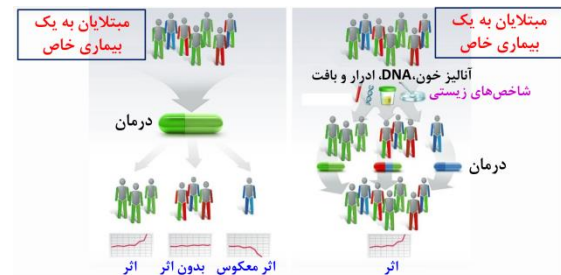 مبتلایان به یک
بیماری خاص
درمان
اثر
بدون اثر
اثر معکوس
مبتلایان به یک
بیماری خاص
آنالیز خون،DNA، ادرار و بافت
شاخص‌های زیستی
درمان
اثر